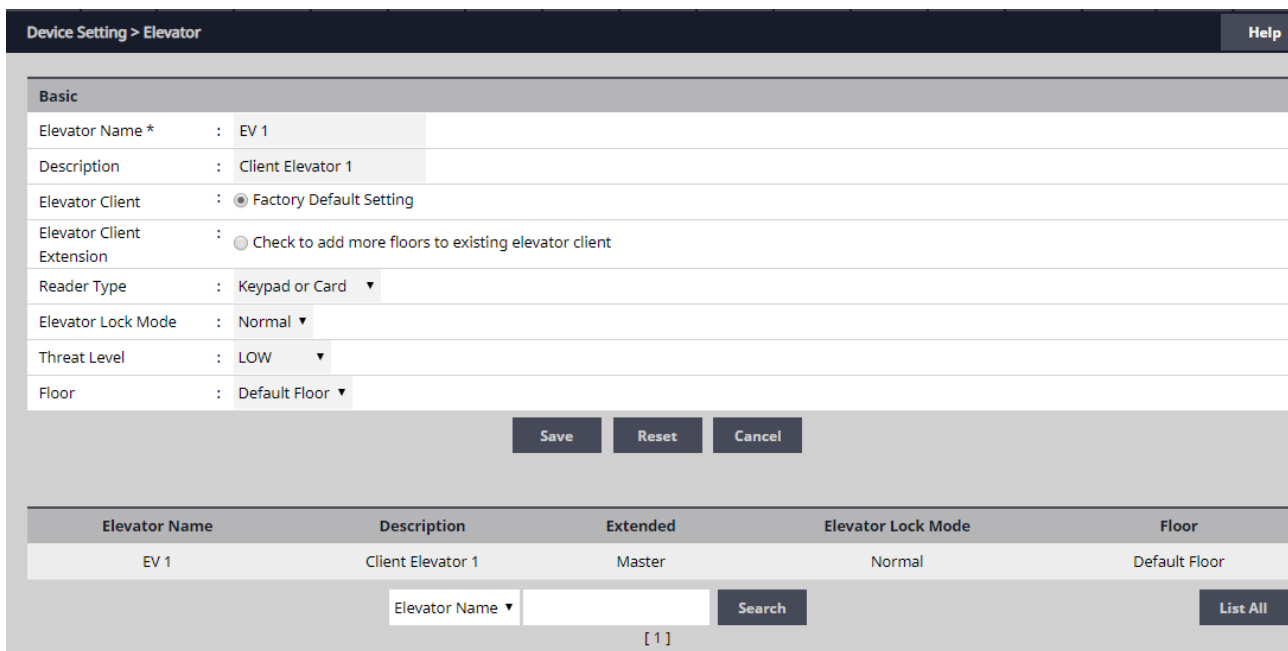 Device Setting > Elevator Help
Basic
Elevator Name * : EV 1
Description : Client Elevator 1
Elevator Client : Factory Default Setting
Elevator Client
Extension : Check to add more floors to existing elevator client
Reader Type : Keypad or Card
Elevator Lock Mode : Normal
Threat Level : LOW
Floor : Default Floor
Save Reset Cancel
Elevator Name Description Extended Elevator Lock Mode Floor
EV 1 Client Elevator 1 Master Normal Default Floor
Elevator Name Search List All
[ 1 ]